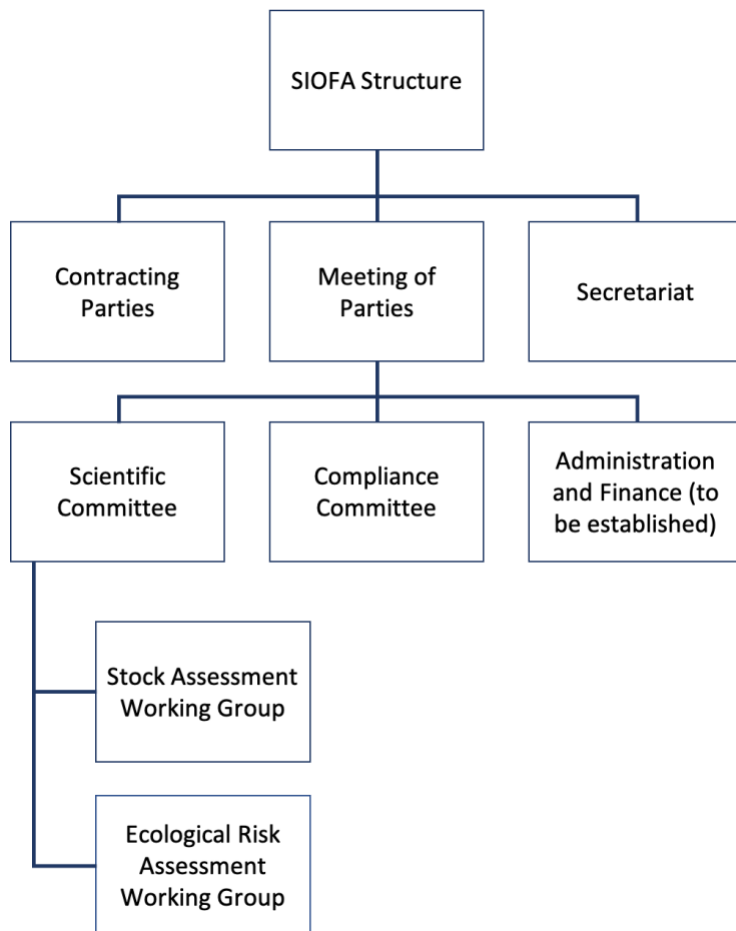 SIOFA Structure
Contracting
Parties
Meeting of
Parties
Secretariat
Scientific
Committee
Compliance
Committee
Administration
and Finance (to
be established)
Stock Assessment
Working Group
Ecological Risk
Assessment
Working Group